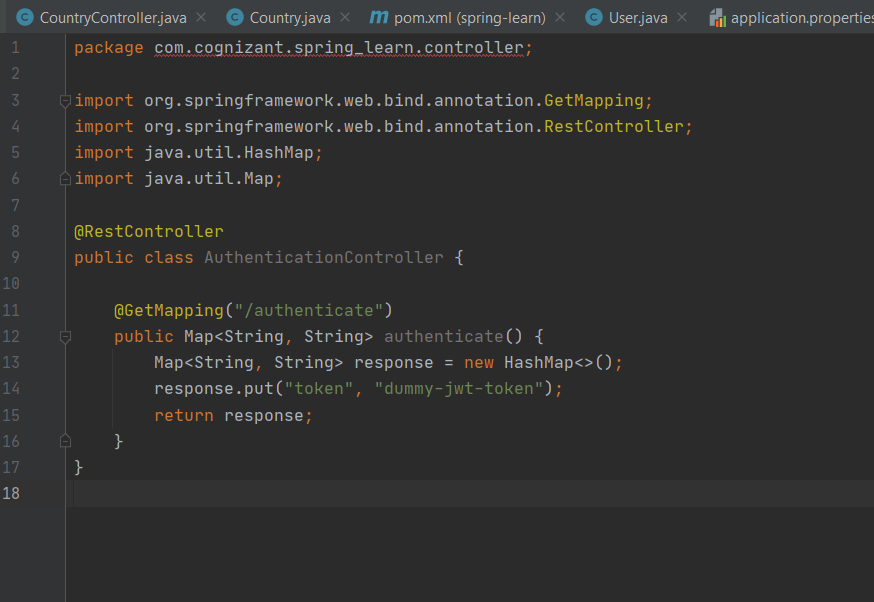 CountryController.java Country.java pom.xml (spring-learn) User.java application.properties
1 package com.cognizant.spring_learn.controller;
2
3 import org.springframework.web.bind.annotation.GetMapping;
4 import org.springframework.web.bind.annotation.RestController;
5 import java.util.HashMap;
6 import java.util.Map;
7
8 @RestController
9 public class AuthenticationController {
10
11     @GetMapping("/authenticate")
12     public Map<String, String> authenticate() {
13         Map<String, String> response = new HashMap<>();
14         response.put("token", "dummy-jwt-token");
15         return response;
16     }
17 }
18